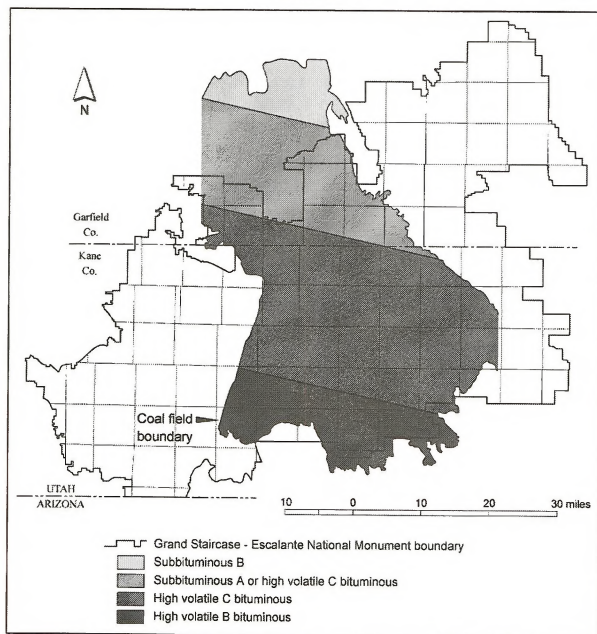 N
Garfield
Co.
Kane
Co.
Coal field
boundary
UTAH
ARIZONA
10 0 10 20 30 miles
Grand Staircase - Escalante National Monument boundary
Subbituminous B
Subbituminous A or high volatile C bituminous
High volatile C bituminous
High volatile B bituminous